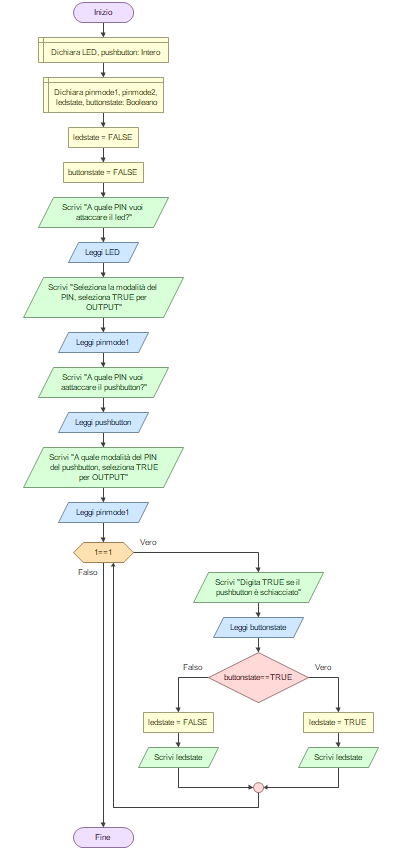 Inizio
Dichiara LED, pushbutton: Intero
Dichiara pinmode1, pinmode2,
ledstate, buttonstate: Booleano
ledstate = FALSE
buttonstate = FALSE
Scrivi "A quale PIN vuoi
attaccare il led?"
Leggi LED
Scrivi "Seleziona la modalità del
PIN, seleziona TRUE per
OUTPUT"
Leggi pinmode1
Scrivi "A quale PIN vuoi
aattaccare il pushbutton?"
Leggi pushbutton
Scrivi "A quale modalità del PIN
del pushbutton, seleziona TRUE
per OUTPUT"
Leggi pinmode1
1==1
Vero
Falso
Scrivi "Digita TRUE se il
pushbutton è schiacciato"
Leggi buttonstate
buttonstate==TRUE
Falso
Vero
ledstate = FALSE
ledstate = TRUE
Scrivi ledstate
Scrivi ledstate
Fine